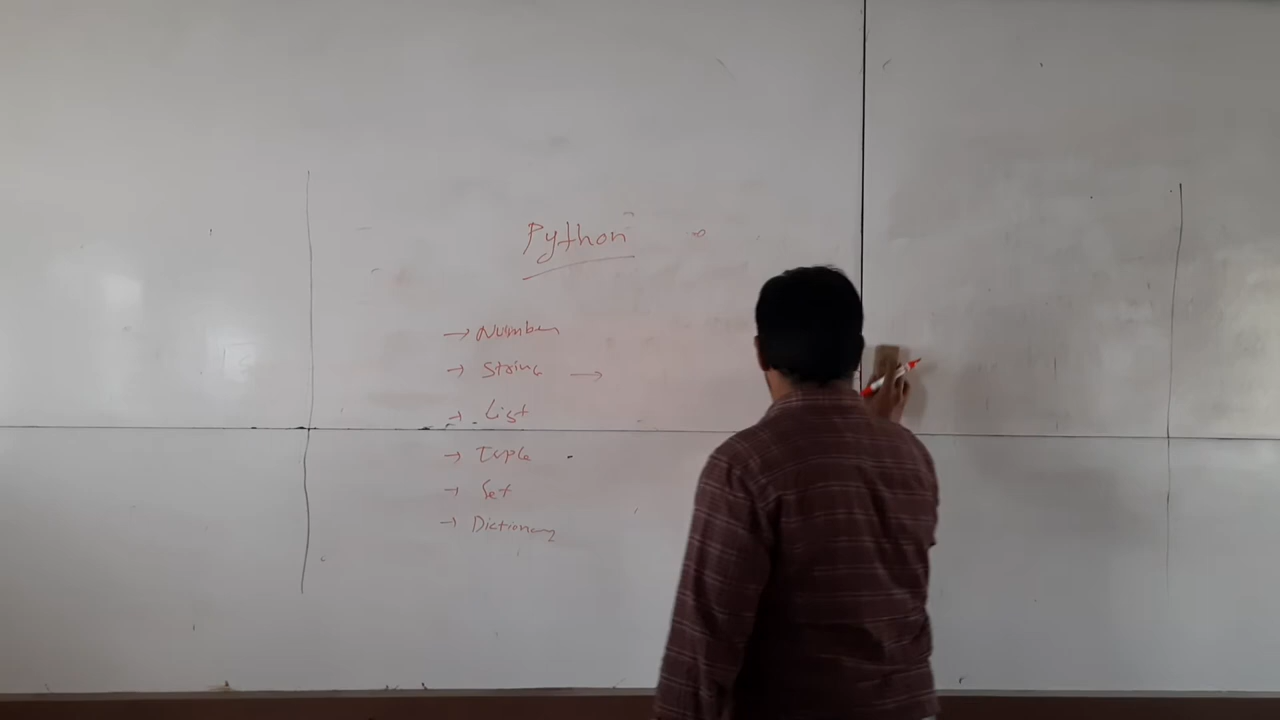 Python
→ Number
→ String →
→ List
→ Tuple
→ Set
→ Dictionary